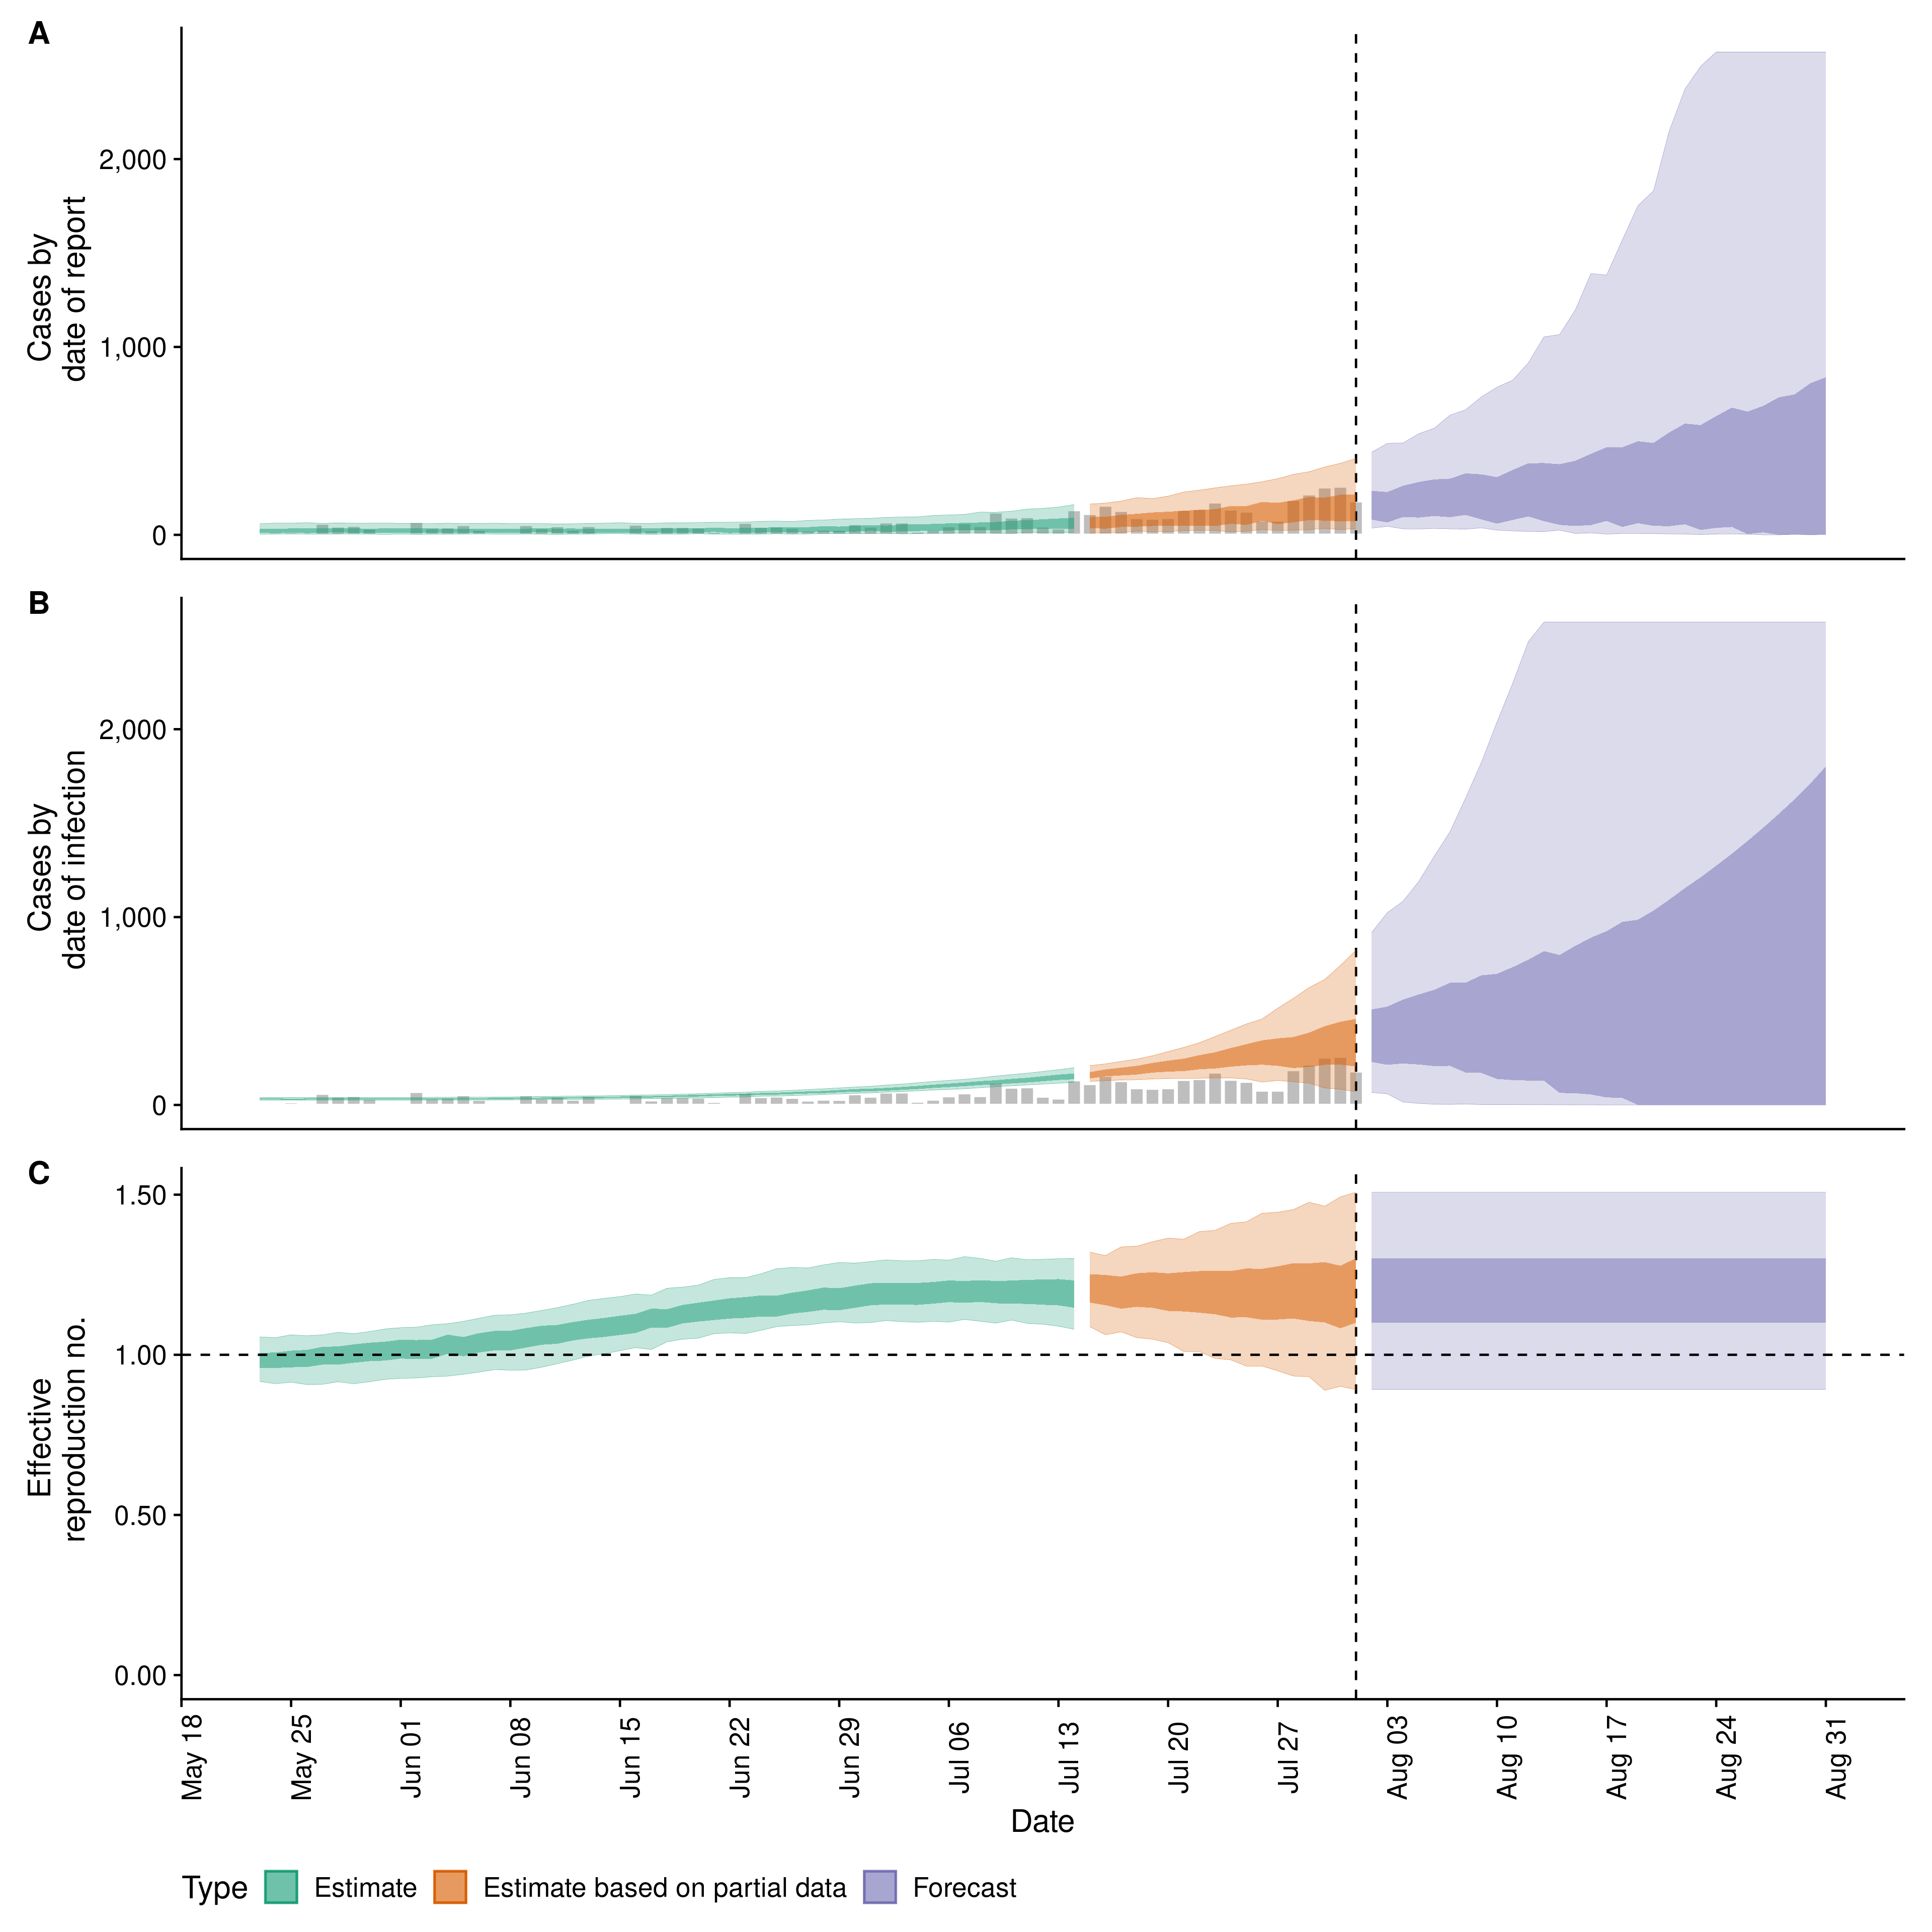 A
Cases by
date of report
2,000
1,000
0
B
Cases by
date of infection
2,000
1,000
0
C
Effective
reproduction no.
1.50
1.00
0.50
0.00
May 18
May 25
Jun 01
Jun 08
Jun 15
Jun 22
Jun 29
Jul 06
Jul 13
Jul 20
Jul 27
Aug 03
Aug 10
Aug 17
Aug 24
Aug 31
Date
Type Estimate Estimate based on partial data Forecast